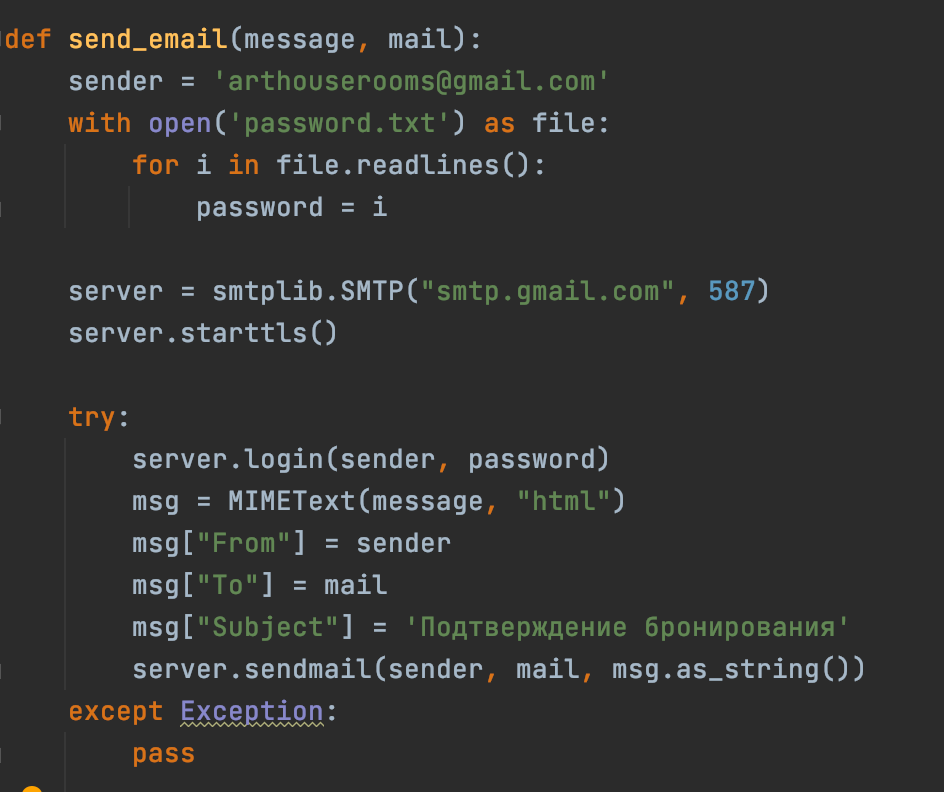 def send_email(message, mail):
    sender = 'arthouserooms@gmail.com'
    with open('password.txt') as file:
        for i in file.readlines():
            password = i

    server = smtplib.SMTP("smtp.gmail.com", 587)
    server.starttls()

    try:
        server.login(sender, password)
        msg = MIMEText(message, "html")
        msg["From"] = sender
        msg["To"] = mail
        msg["Subject"] = 'Подтверждение бронирования'
        server.sendmail(sender, mail, msg.as_string())
    except Exception:
        pass